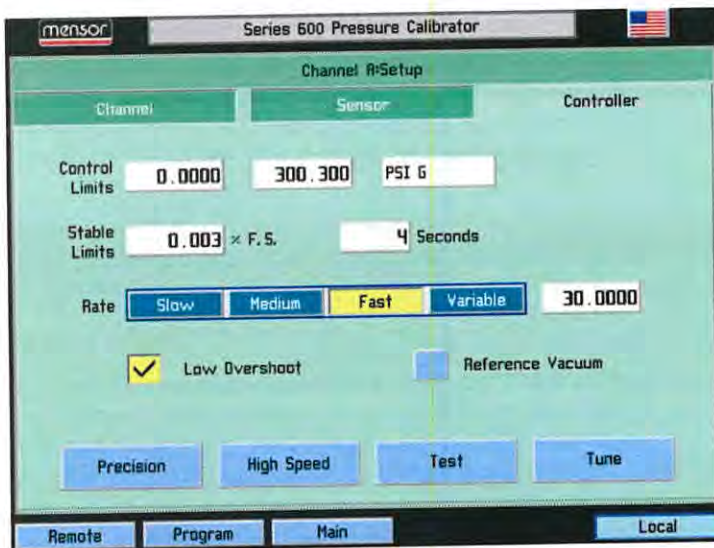 mensor
Series 600 Pressure Calibrator
Channel A:Setup
Channel Sensor Controller
Control Limits 0.0000 300.300 PSI G
Stable Limits 0.003 % F.S. 4 Seconds
Rate Slow Medium Fast Variable 30.0000
Low Overshoot Reference Vacuum
Precision High Speed Test Tune
Remote Program Main Local